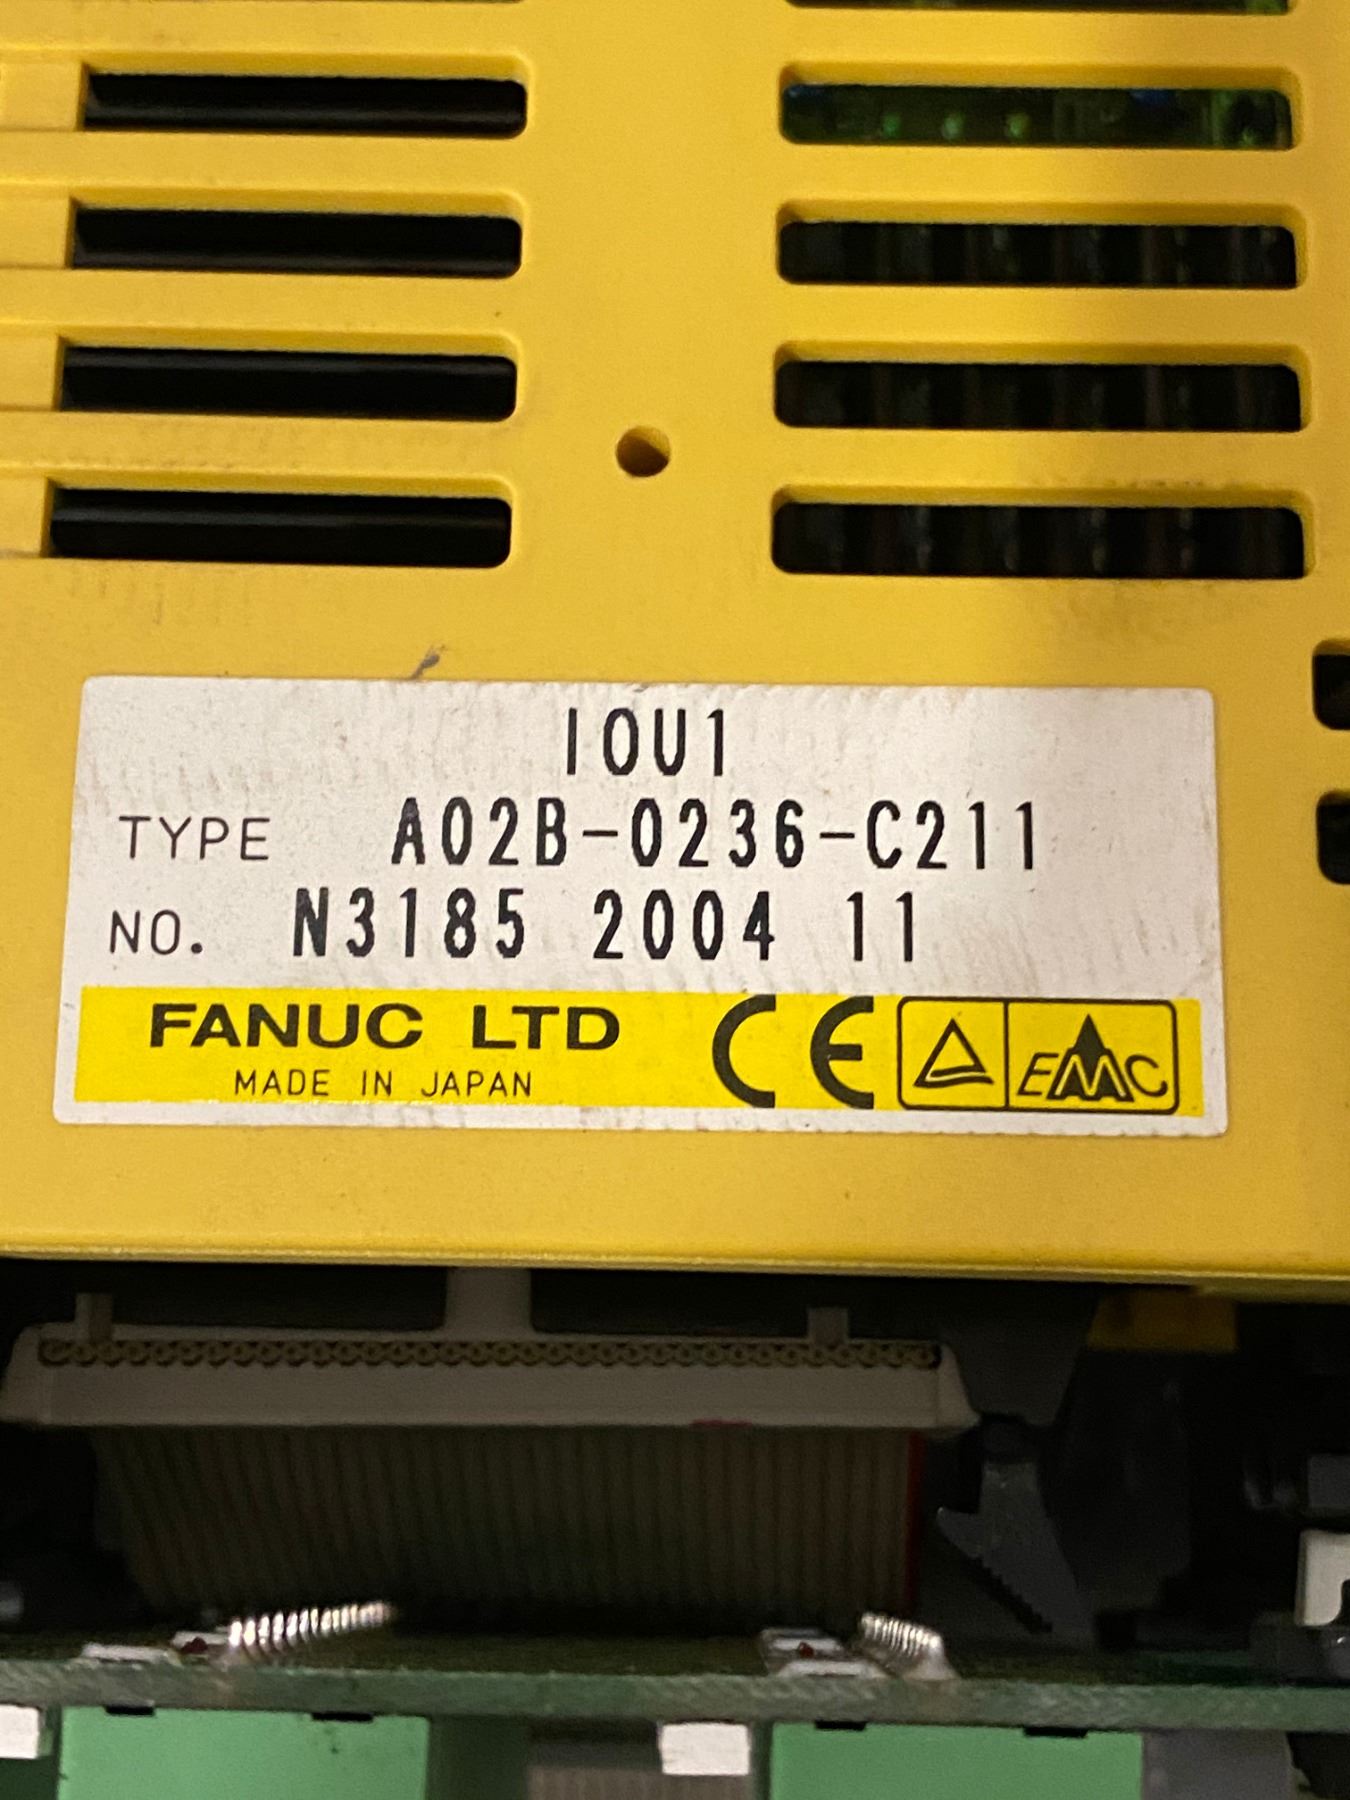 IOU1
TYPE A02B-0236-C211
NO. N3185 2004 11
FANUC LTD CE EMC
MADE IN JAPAN